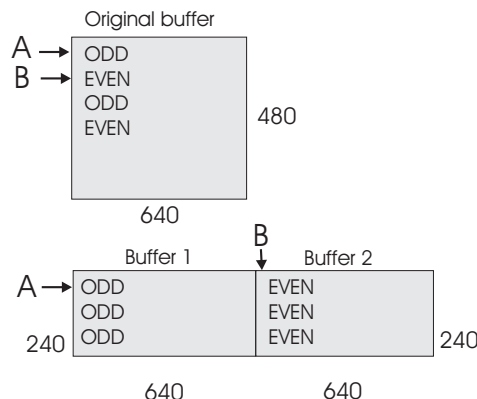 Original buffer
A ODD
B EVEN
ODD
EVEN
480
640
B
Buffer 1 Buffer 2
A ODD EVEN
ODD EVEN
240 ODD EVEN 240
640 640